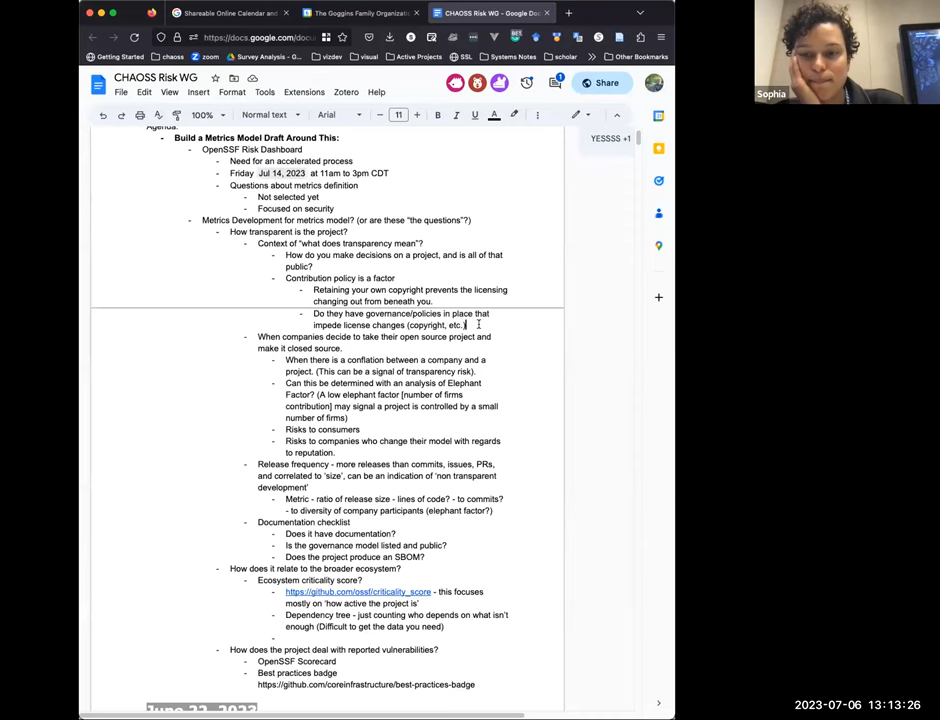 Shareable Online Calendar and
The Goggins Family Organizatio
CHAOSS Risk WG - Google Doc
https://docs.google.com/docu
Getting Started
chaoss
zoom
Survey Analysis - G...
vizdev
visual
Active Projects
SSL
Systems Notes
scholar
Other Bookmarks
CHAOSS Risk WG
File Edit View Insert Format Tools Extensions Zotero Help
1
Share
100%
Normal text
Arial
11
B I U A
Agenda:
- Build a Metrics Model Draft Around This:
- OpenSSF Risk Dashboard
- Need for an accelerated process
- Friday Jul 14, 2023 at 11am to 3pm CDT
- Questions about metrics definition
- Not selected yet
- Focused on security
- Metrics Development for metrics model? (or are these “the questions”?)
- How transparent is the project?
- Context of “what does transparency mean”?
- How do you make decisions on a project, and is all of that
public?
- Contribution policy is a factor
- Retaining your own copyright prevents the licensing
changing out from beneath you.
- Do they have governance/policies in place that
impede license changes (copyright, etc.)
- When companies decide to take their open source project and
make it closed source.
- When there is a conflation between a company and a
project. (This can be a signal of transparency risk).
- Can this be determined with an analysis of Elephant
Factor? (A low elephant factor [number of firms
contribution] may signal a project is controlled by a small
number of firms)
- Risks to consumers
- Risks to companies who change their model with regards
to reputation.
- Release frequency - more releases than commits, issues, PRs,
and correlated to ‘size’, can be an indication of ‘non transparent
development’
- Metric - ratio of release size - lines of code? - to commits?
- to diversity of company participants (elephant factor?)
- Documentation checklist
- Does it have documentation?
- Is the governance model listed and public?
- Does the project produce an SBOM?
- How does it relate to the broader ecosystem?
- Ecosystem criticality score?
- https://github.com/ossf/criticality_score - this focuses
mostly on ‘how active the project is’
- Dependency tree - just counting who depends on what isn’t
enough (Difficult to get the data you need)
-
- How does the project deal with reported vulnerabilities?
- OpenSSF Scorecard
- Best practices badge
https://github.com/coreinfrastructure/best-practices-badge
June 22, 2023
YESSSS +1
Sophia
2023-07-06 13:13:26